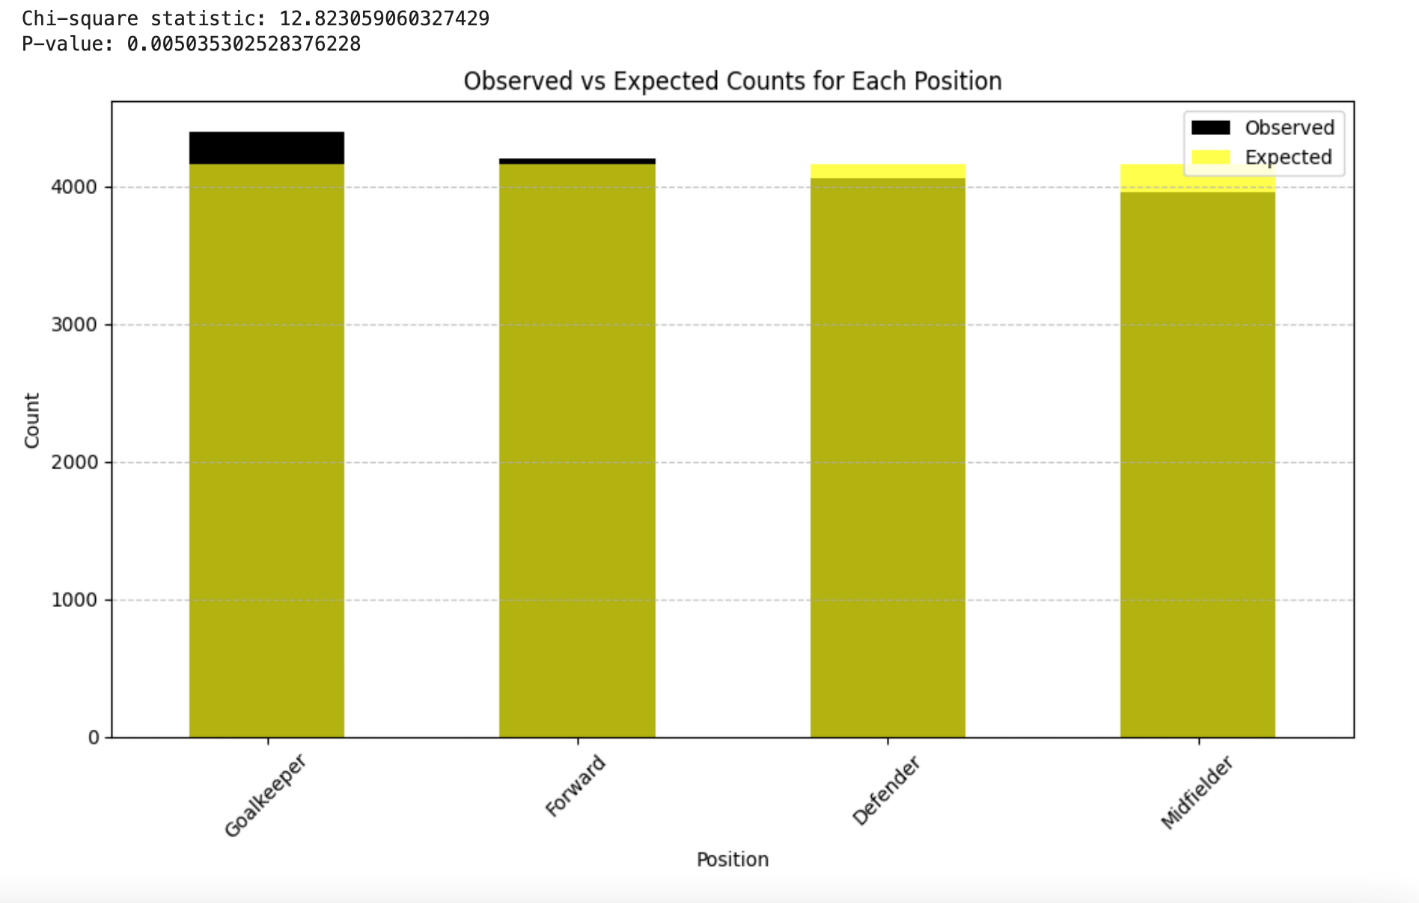 Chi-square statistic: 12.823059060327429
P-value: 0.005035302528376228
Observed vs Expected Counts for Each Position
Observed
Expected
4000
3000
2000
1000
0
Count
Goalkeeper
Forward
Defender
Midfielder
Position